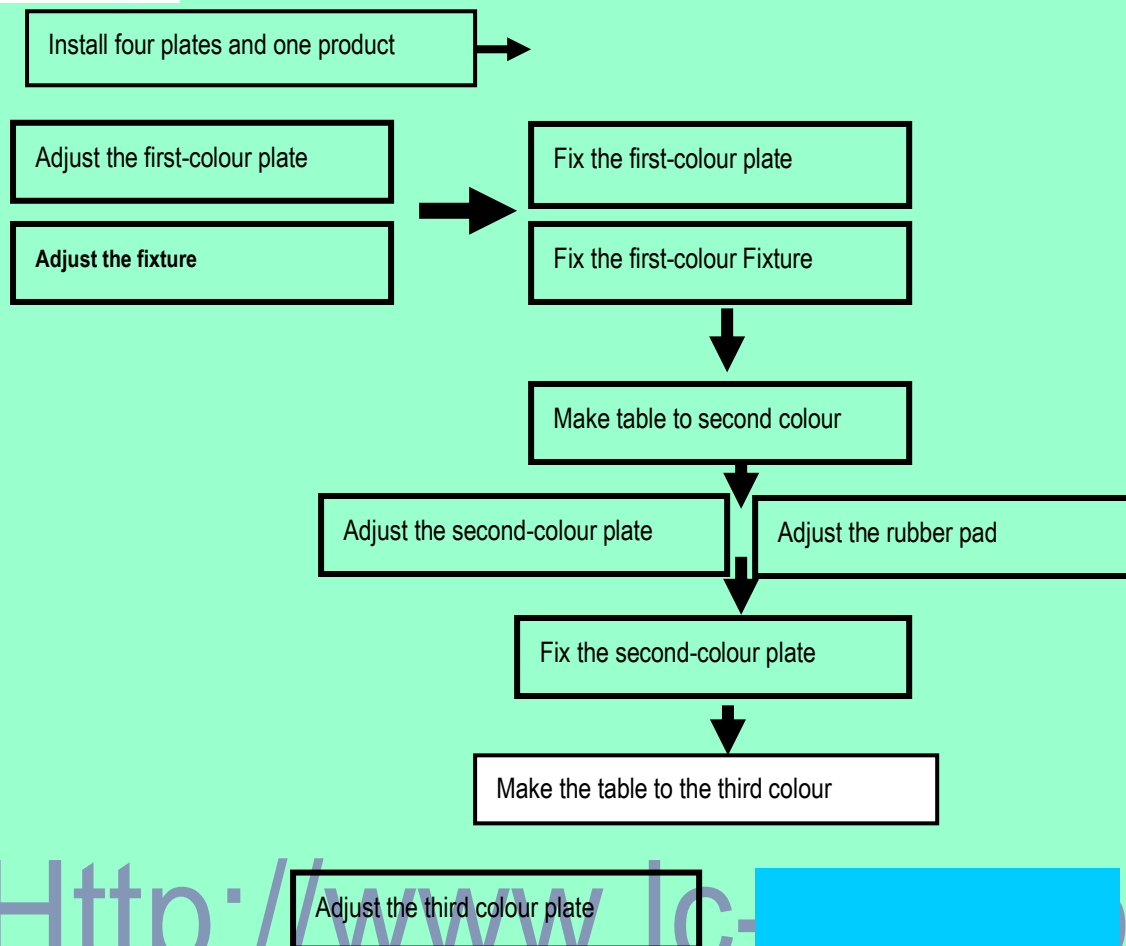 Install four plates and one product
Adjust the first-colour plate
Fix the first-colour plate
Adjust the fixture
Fix the first-colour Fixture
Make table to second colour
Adjust the second-colour plate
Adjust the rubber pad
Fix the second-colour plate
Make the table to the third colour
Adjust the third colour plate
Http://www.lc-